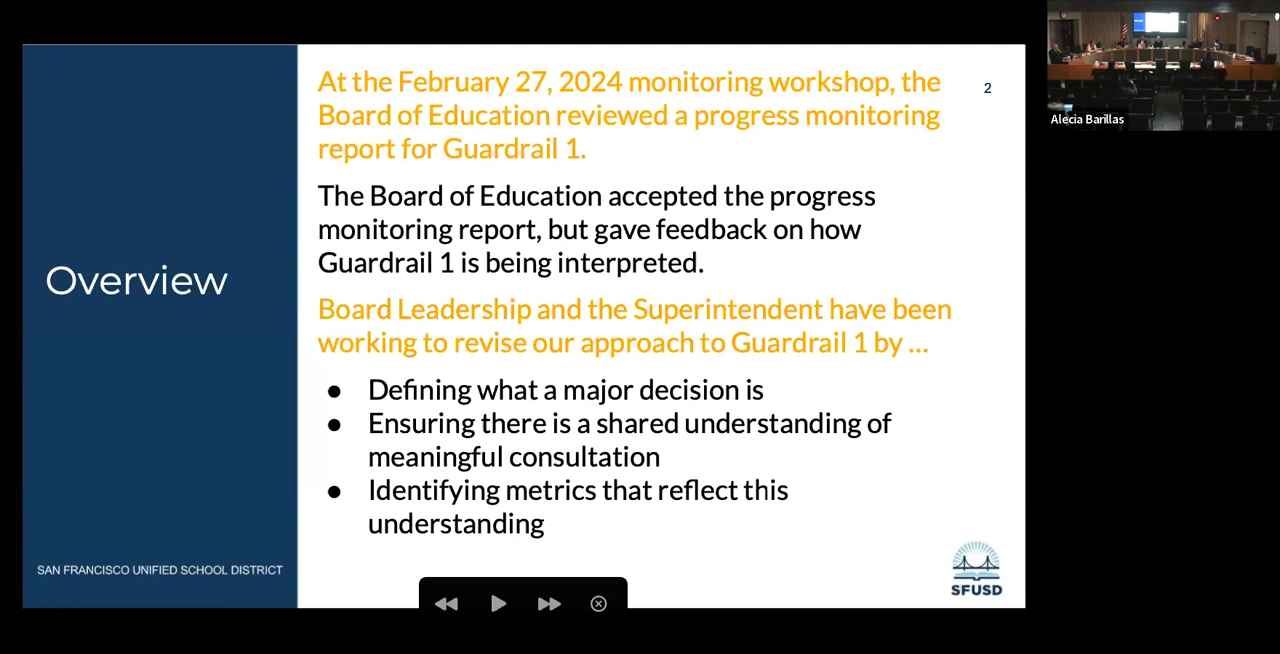 Overview
SAN FRANCISCO UNIFIED SCHOOL DISTRICT
At the February 27, 2024 monitoring workshop, the
Board of Education reviewed a progress monitoring
report for Guardrail 1.
2
The Board of Education accepted the progress
monitoring report, but gave feedback on how
Guardrail 1 is being interpreted.
Board Leadership and the Superintendent have been
working to revise our approach to Guardrail 1 by ...
● Defining what a major decision is
● Ensuring there is a shared understanding of
meaningful consultation
● Identifying metrics that reflect this
understanding
SFUSD
Alecia Barillas